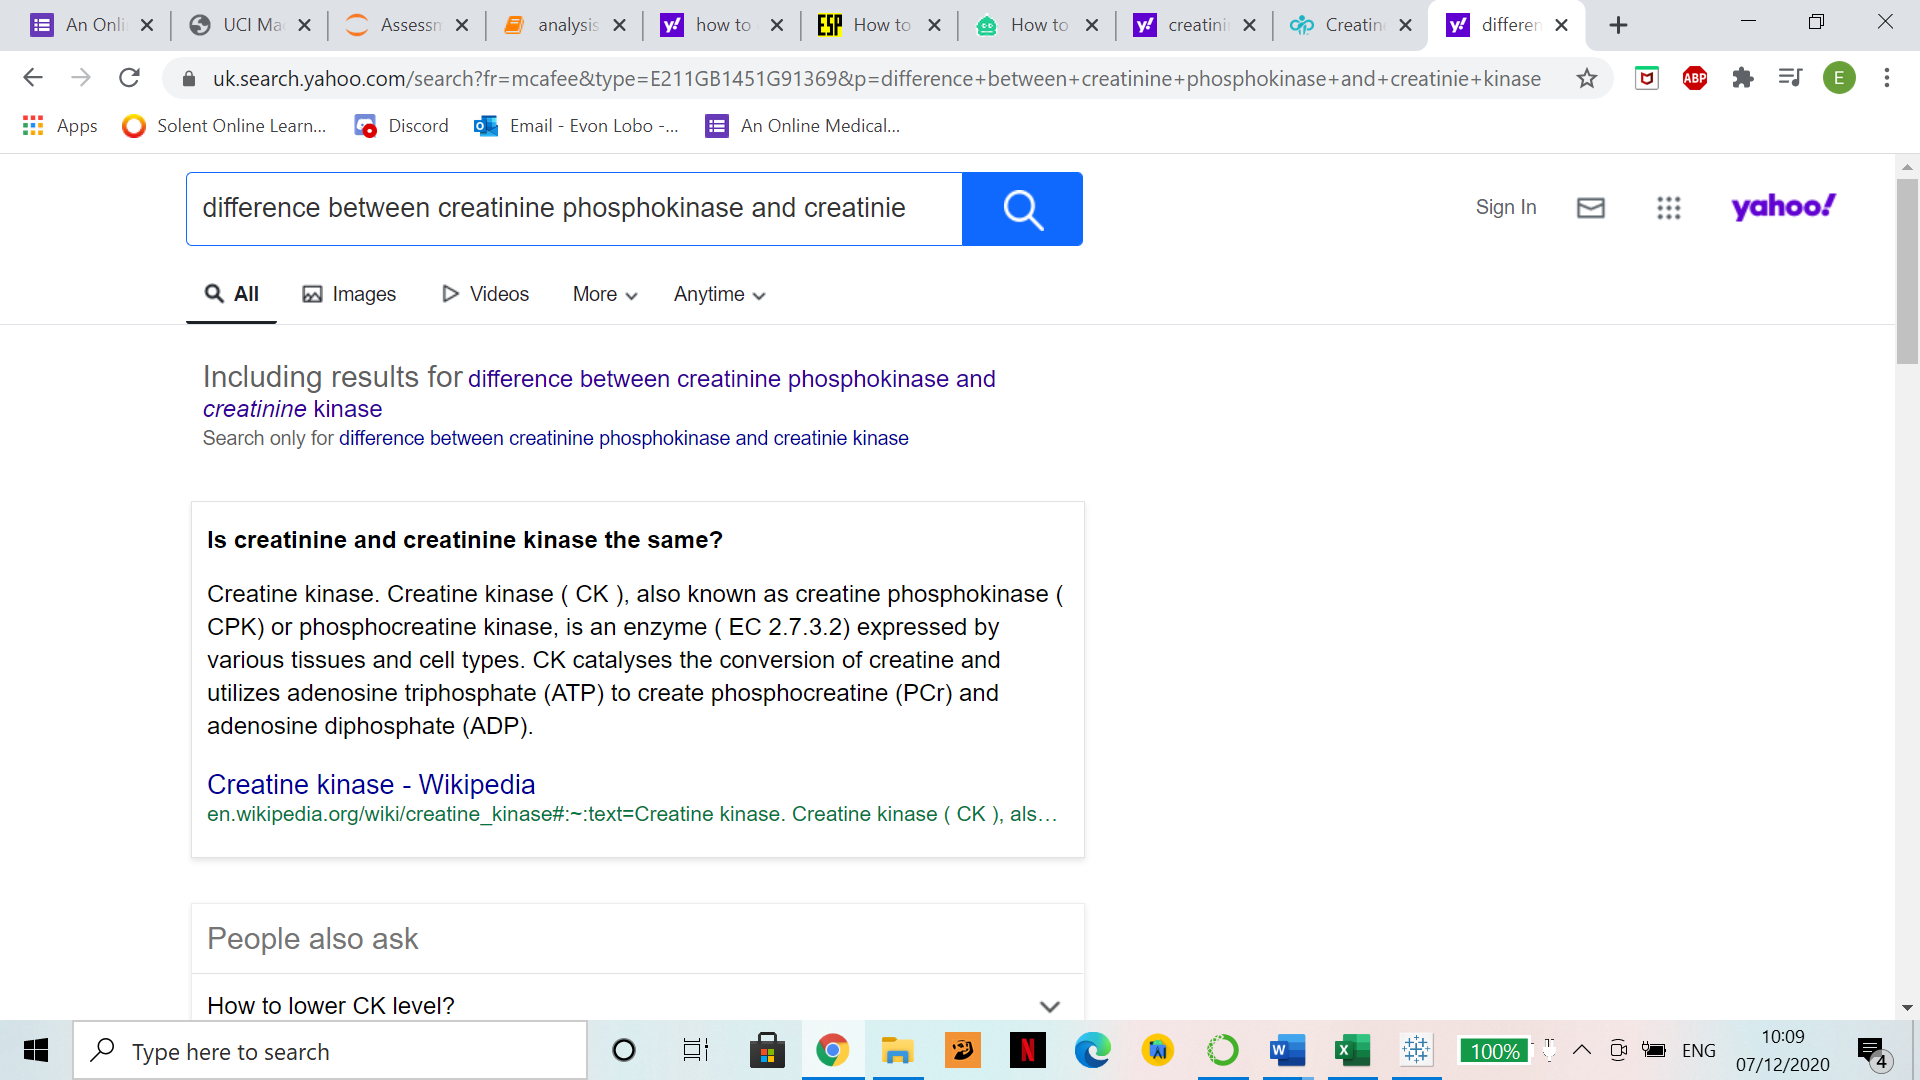 An Onli
UCI Ma
Assessm
analysis
how to
How to
How to
creatini
Creatine
differen
uk.search.yahoo.com/search?fr=mcafee&type=E211GB1451G91369&p=difference+between+creatinine+phosphokinase+and+creatinie+kinase
ABP
E
Apps
Solent Online Learn...
Discord
Email - Evon Lobo -...
An Online Medical...
difference between creatinine phosphokinase and creatinie
Sign In
yahoo!
All
Images
Videos
More
Anytime
Including results for difference between creatinine phosphokinase and
creatinine kinase
Search only for difference between creatinine phosphokinase and creatinie kinase
Is creatinine and creatinine kinase the same?
Creatine kinase. Creatine kinase ( CK ), also known as creatine phosphokinase (
CPK) or phosphocreatine kinase, is an enzyme ( EC 2.7.3.2) expressed by
various tissues and cell types. CK catalyses the conversion of creatine and
utilizes adenosine triphosphate (ATP) to create phosphocreatine (PCr) and
adenosine diphosphate (ADP).
Creatine kinase - Wikipedia
en.wikipedia.org/wiki/creatine_kinase#:~:text=Creatine kinase. Creatine kinase ( CK ), als…
People also ask
How to lower CK level?
Type here to search
100%
ENG
10:09
07/12/2020
4